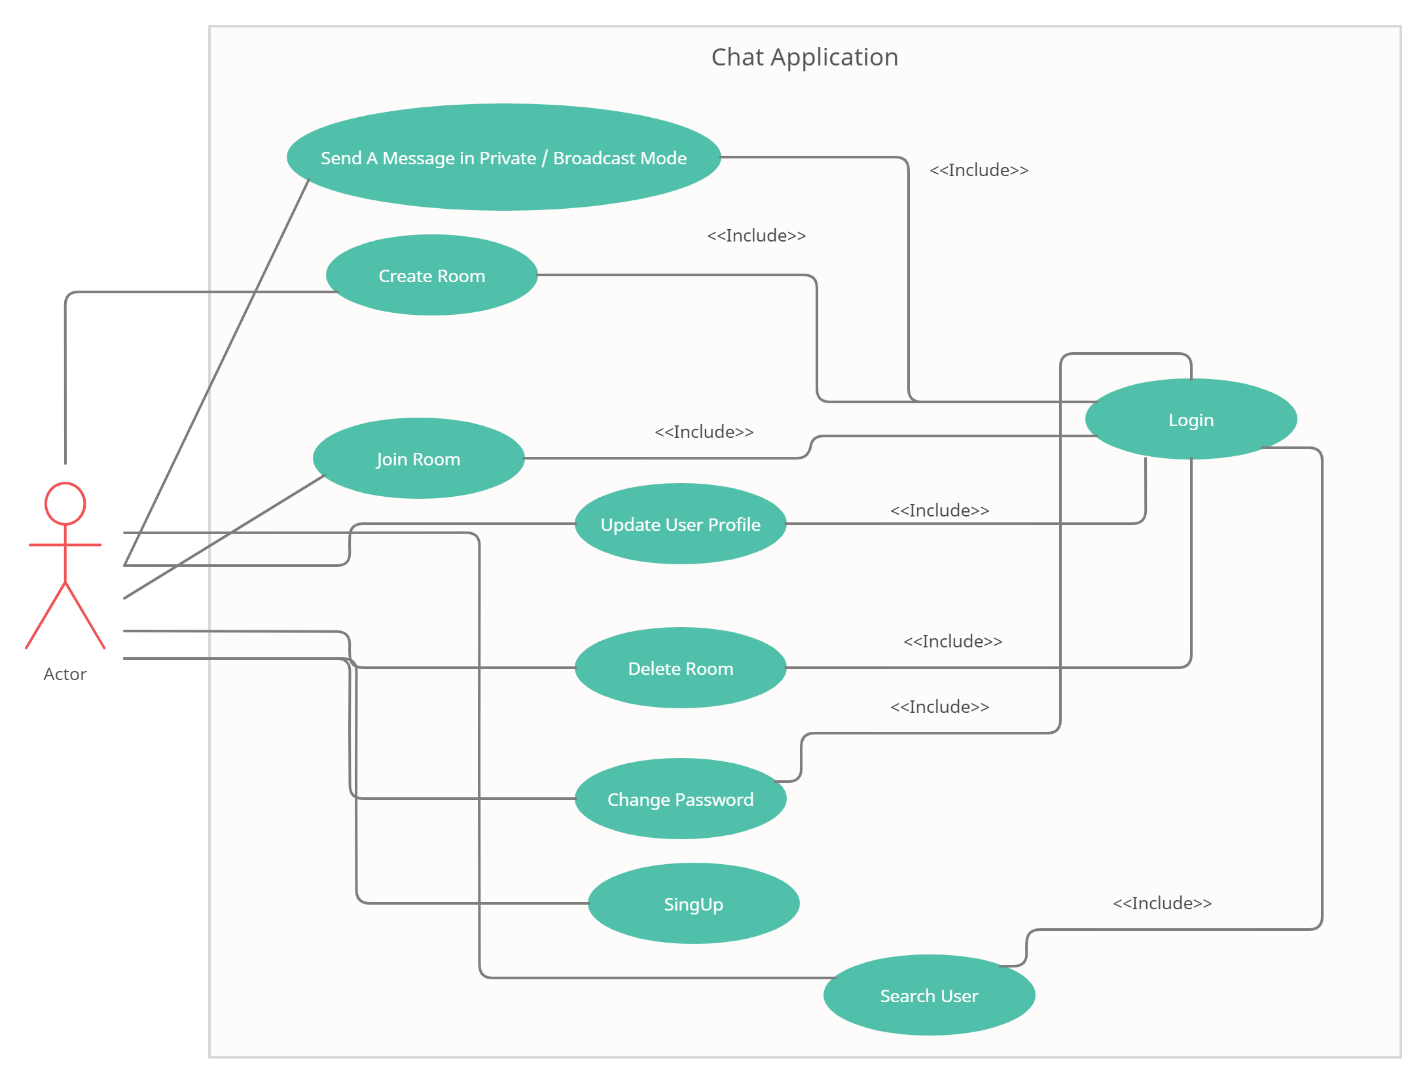 Chat Application
Send A Message in Private / Broadcast Mode
<<Include>>
<<Include>>
Create Room
Login
<<Include>>
Join Room
<<Include>>
Update User Profile
<<Include>>
Delete Room
Actor
<<Include>>
Change Password
SingUp
<<Include>>
Search User